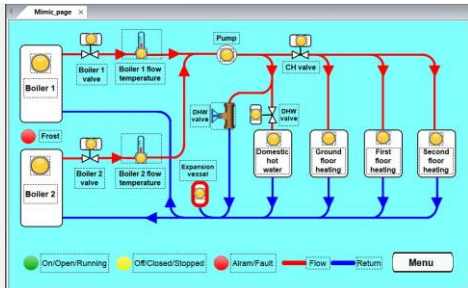 Mimic_page
Pump
Boiler 1
Boiler 1
valve
Boiler 1 flow
temperature
CH valve
DHW
valve
DHW
valve
Frost
Boiler 2
Boiler 2
valve
Boiler 2 flow
temperature
Expansion
vessel
Domestic
hot
water
Ground
floor
heating
First
floor
heating
Second
floor
heating
On/Open/Running
Off/Closed/Stopped
Alram/Fault
Flow
Return
Menu